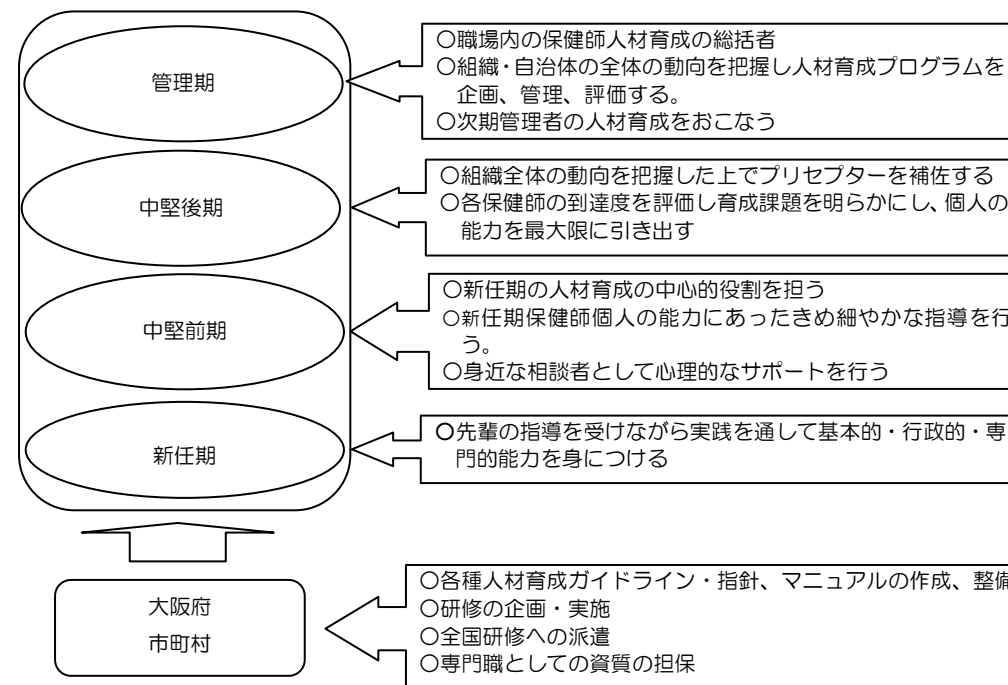 管理期
○職場内の保健師人材育成の総括者
○組織・自治体の全体の動向を把握し人材育成プログラムを
企画、管理、評価する。
○次期管理者の人材育成をおこなう
中堅後期
○組織全体の動向を把握した上でプリセプターを補佐する
○各保健師の到達度を評価し育成課題を明らかにし、個人の
能力を最大限に引き出す
中堅前期
○新任期の人材育成の中心的役割を担う
○新任期保健師個人の能力にあったきめ細やかな指導を行
う。
○身近な相談者として心理的なサポートを行う
新任期
○先輩の指導を受けながら実践を通して基本的・行政的・専
門的能力を身につける
大阪府
市町村
○各種人材育成ガイドライン・指針、マニュアルの作成、整備
○研修の企画・実施
○全国研修への派遣
○専門職としての資質の担保